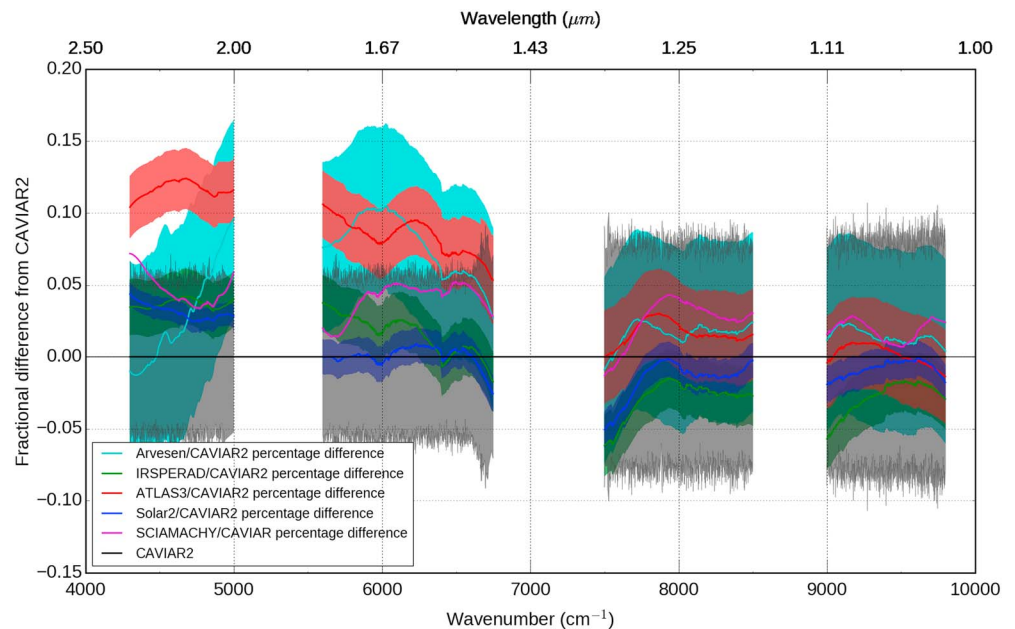 Wavelength (μm)
2.50 2.00 1.67 1.43 1.25 1.11 1.00
Fractional difference from CAVIAR2
0.20
0.15
0.10
0.05
0.00
−0.05
−0.10
−0.15
Arvesen/CAVIAR2 percentage difference
IRSPERAD/CAVIAR2 percentage difference
ATLAS3/CAVIAR2 percentage difference
Solar2/CAVIAR2 percentage difference
SCIAMACHY/CAVIAR percentage difference
CAVIAR2
4000 5000 6000 7000 8000 9000 10000
Wavenumber (cm⁻¹)